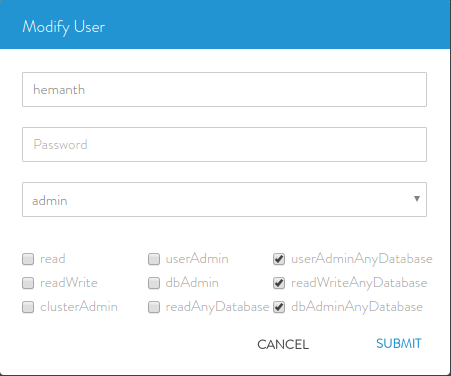 Modify User
hemanth
Password
admin
read userAdmin userAdminAnyDatabase
readWrite dbAdmin readWriteAnyDatabase
clusterAdmin readAnyDatabase dbAdminAnyDatabase
CANCEL SUBMIT